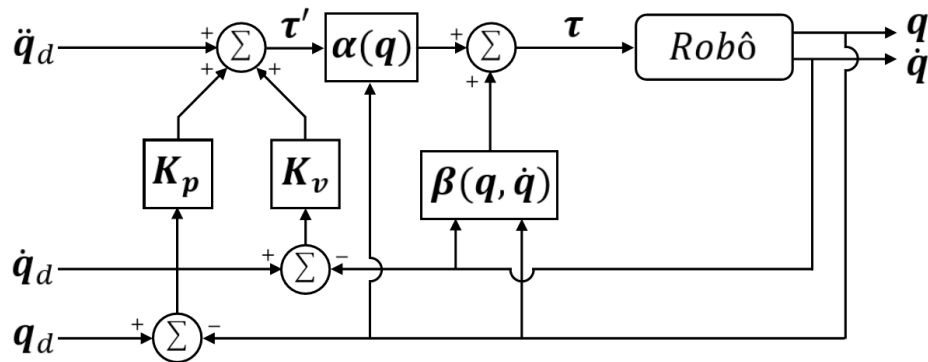 q̈_d + Σ τ′ α(q) + Σ τ Robô q
+ + + q̇
K_p K_v β(q, q̇)
q̇_d + Σ −
q_d + Σ −